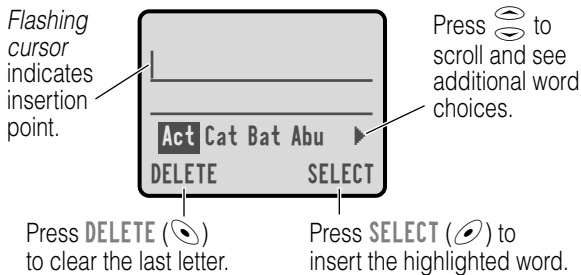 Flashing
cursor
indicates
insertion
point.
Press to
scroll and see
additional word
choices.
Act Cat Bat Abu
DELETE SELECT
Press DELETE ( )
to clear the last letter.
Press SELECT ( ) to
insert the highlighted word.